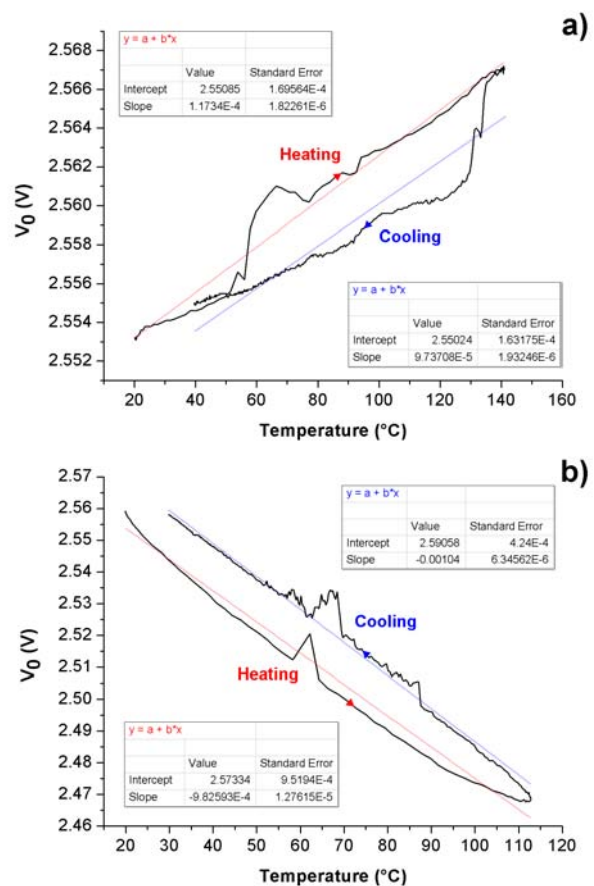 a)
y = a + b*x
Value Standard Error
Intercept 2.55085 1.69564E-4
Slope 1.1734E-4 1.82261E-6
2.568
2.566
2.564
2.562
2.560
2.558
2.556
2.554
2.553
V0 (V)
Heating
Cooling
y = a + b*x
Value Standard Error
Intercept 2.55024 1.63175E-4
Slope 9.73708E-5 1.93246E-6
20 40 60 80 100 120 140 160
Temperature (°C)
b)
2.57
2.56
2.55
2.54
2.53
2.52
2.51
2.50
2.49
2.48
2.47
2.46
V0 (V)
y = a + b*x
Value Standard Error
Intercept 2.59058 4.24E-4
Slope -0.00104 6.34562E-6
Cooling
Heating
y = a + b*x
Value Standard Error
Intercept 2.57334 9.5194E-4
Slope -9.82593E-4 1.27615E-5
20 30 40 50 60 70 80 90 100 110 120
Temperature (°C)